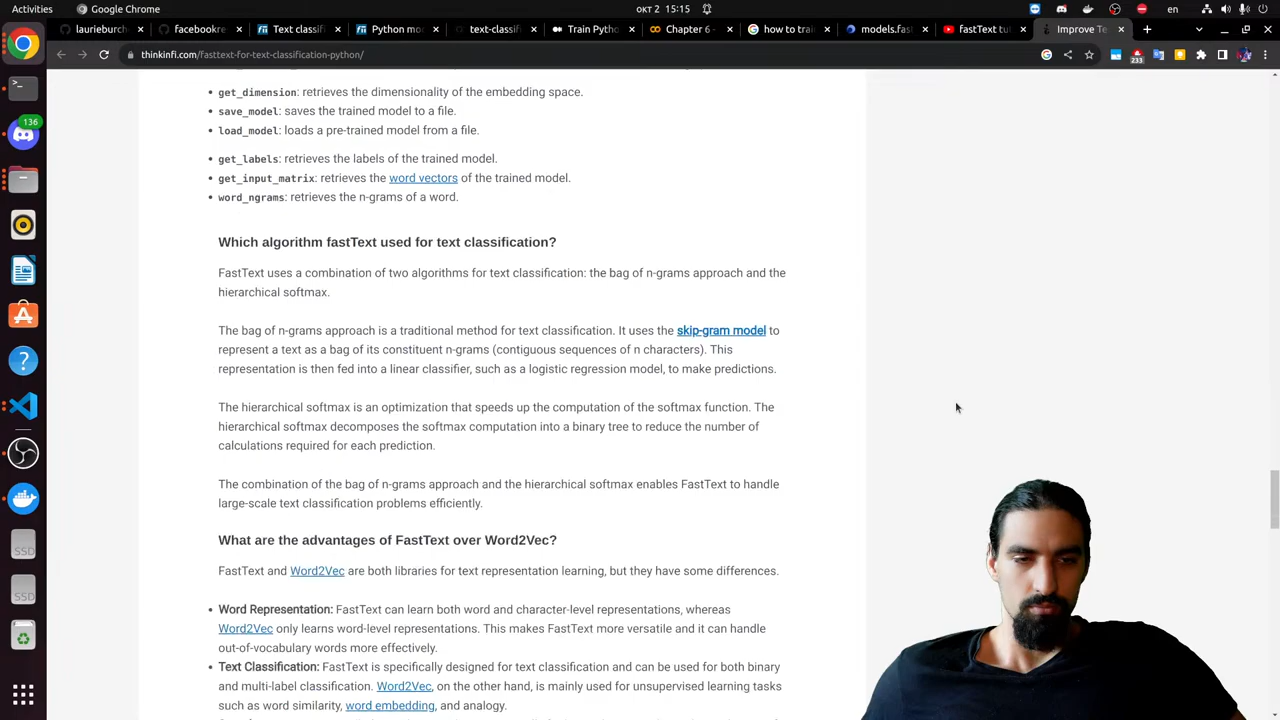 Activities
Google Chrome
окт 2 15:15
en
laurieburch
facebookre
Text classif
Python mo
text-classif
Train Pytho
Chapter 6 -
how to trai
models.fas
fastText tut
Improve Te
thinkinfi.com/fasttext-for-text-classification-python/
233
136
get_dimension: retrieves the dimensionality of the embedding space.
save_model: saves the trained model to a file.
load_model: loads a pre-trained model from a file.
get_labels: retrieves the labels of the trained model.
get_input_matrix: retrieves the word vectors of the trained model.
word_ngrams: retrieves the n-grams of a word.
Which algorithm fastText used for text classification?
FastText uses a combination of two algorithms for text classification: the bag of n-grams approach and the
hierarchical softmax.
The bag of n-grams approach is a traditional method for text classification. It uses the skip-gram model to
represent a text as a bag of its constituent n-grams (contiguous sequences of n characters). This
representation is then fed into a linear classifier, such as a logistic regression model, to make predictions.
The hierarchical softmax is an optimization that speeds up the computation of the softmax function. The
hierarchical softmax decomposes the softmax computation into a binary tree to reduce the number of
calculations required for each prediction.
The combination of the bag of n-grams approach and the hierarchical softmax enables FastText to handle
large-scale text classification problems efficiently.
What are the advantages of FastText over Word2Vec?
FastText and Word2Vec are both libraries for text representation learning, but they have some differences.
Word Representation: FastText can learn both word and character-level representations, whereas
Word2Vec only learns word-level representations. This makes FastText more versatile and it can handle
out-of-vocabulary words more effectively.
Text Classification: FastText is specifically designed for text classification and can be used for both binary
and multi-label classification. Word2Vec, on the other hand, is mainly used for unsupervised learning tasks
such as word similarity, word embedding, and analogy.
SSD
SSD